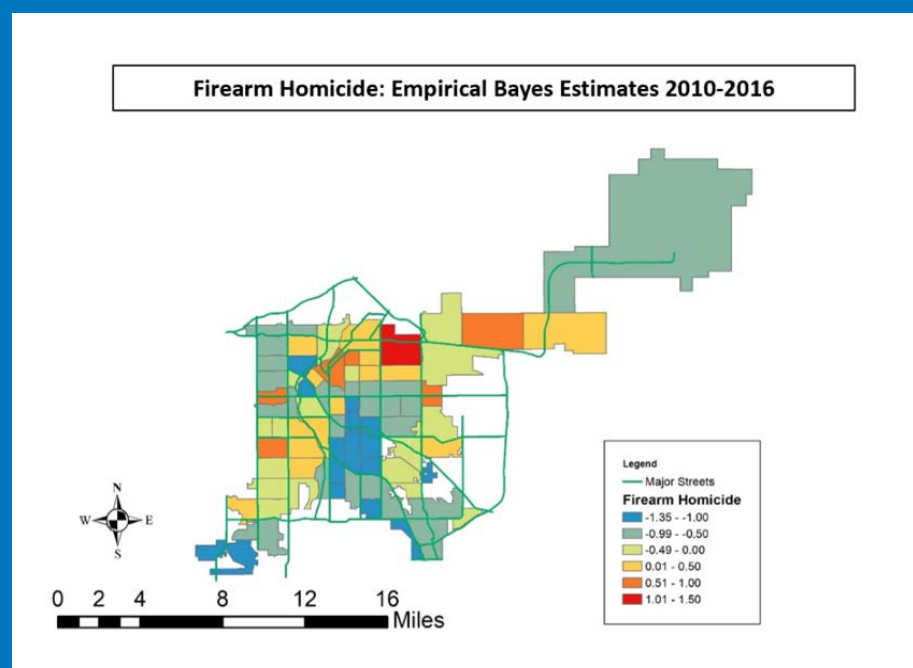 Firearm Homicide: Empirical Bayes Estimates 2010-2016
N
W E
S
0 2 4 8 12 16
Miles
Legend
Major Streets
Firearm Homicide
-1.35 - -1.00
-0.99 - -0.50
-0.49 - 0.00
0.01 - 0.50
0.51 - 1.00
1.01 - 1.50